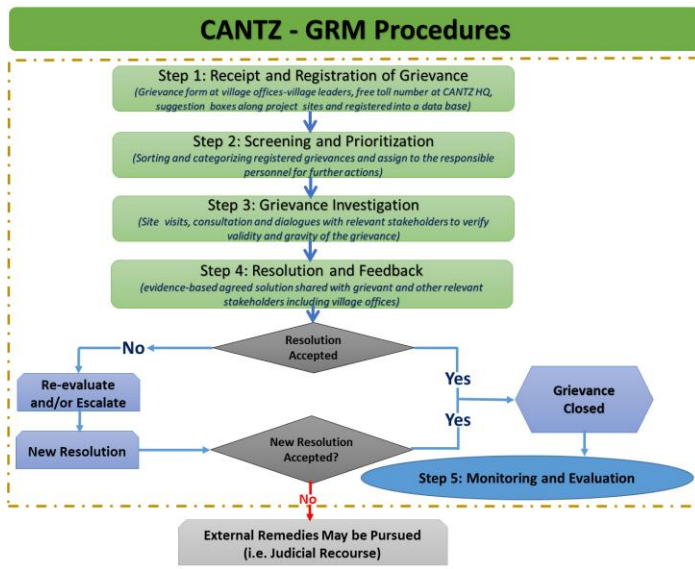 CANTZ - GRM Procedures
Step 1: Receipt and Registration of Grievance
(Grievance form at village offices-village leaders, free toll number at CANTZ HQ,
suggestion boxes along project sites and registered into a data base)
Step 2: Screening and Prioritization
(Sorting and categorizing registered grievances and assign to the responsible
personnel for further actions)
Step 3: Grievance Investigation
(Site visits, consultation and dialogues with relevant stakeholders to verify
validity and gravity of the grievance)
Step 4: Resolution and Feedback
(evidence-based agreed solution shared with grievant and other relevant
stakeholders including village offices)
Resolution
Accepted
No
Yes
Re-evaluate
and/or Escalate
Grievance
Closed
Yes
New Resolution
New Resolution
Accepted?
Step 5: Monitoring and Evaluation
No
External Remedies May be Pursued
(i.e. Judicial Recourse)